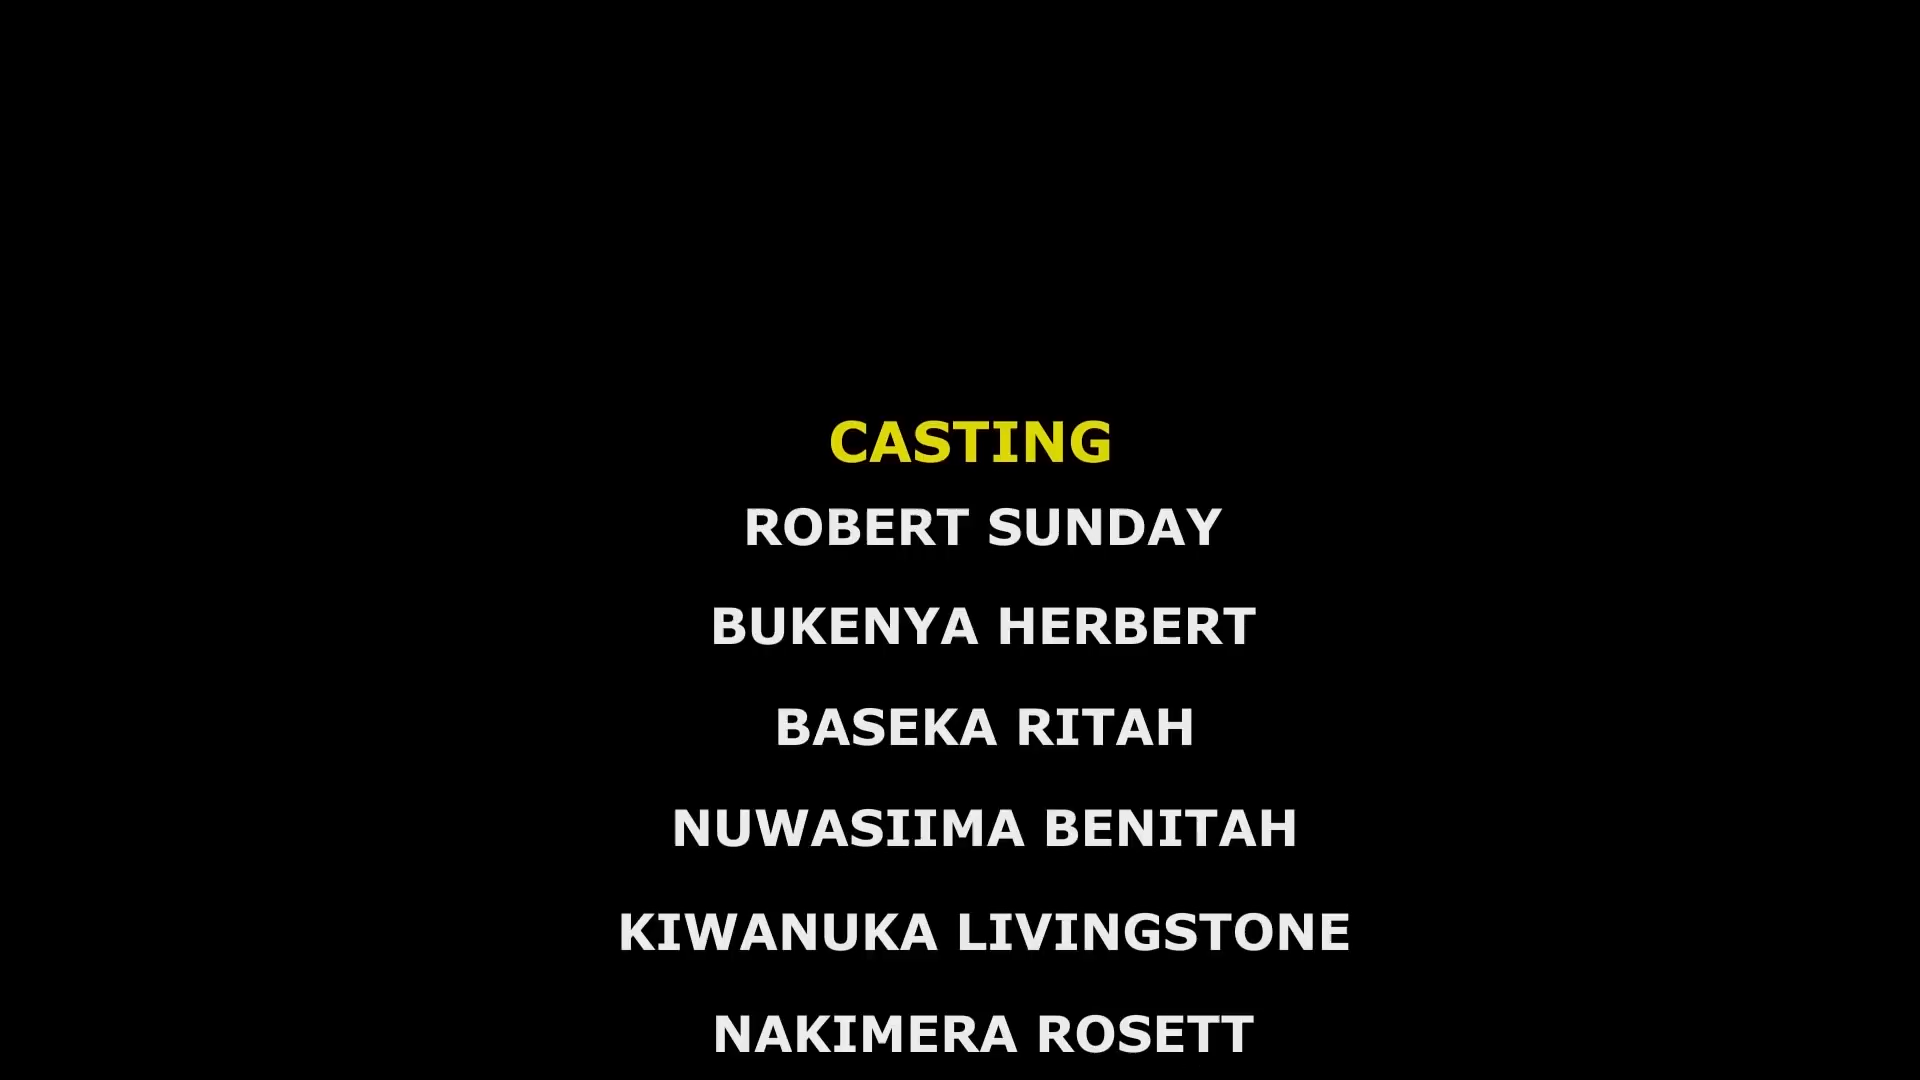 CASTING
ROBERT SUNDAY
BUKENYA HERBERT
BASEKA RITAH
NUWASIIMA BENITAH
KIWANUKA LIVINGSTONE
NAKIMERA ROSETT